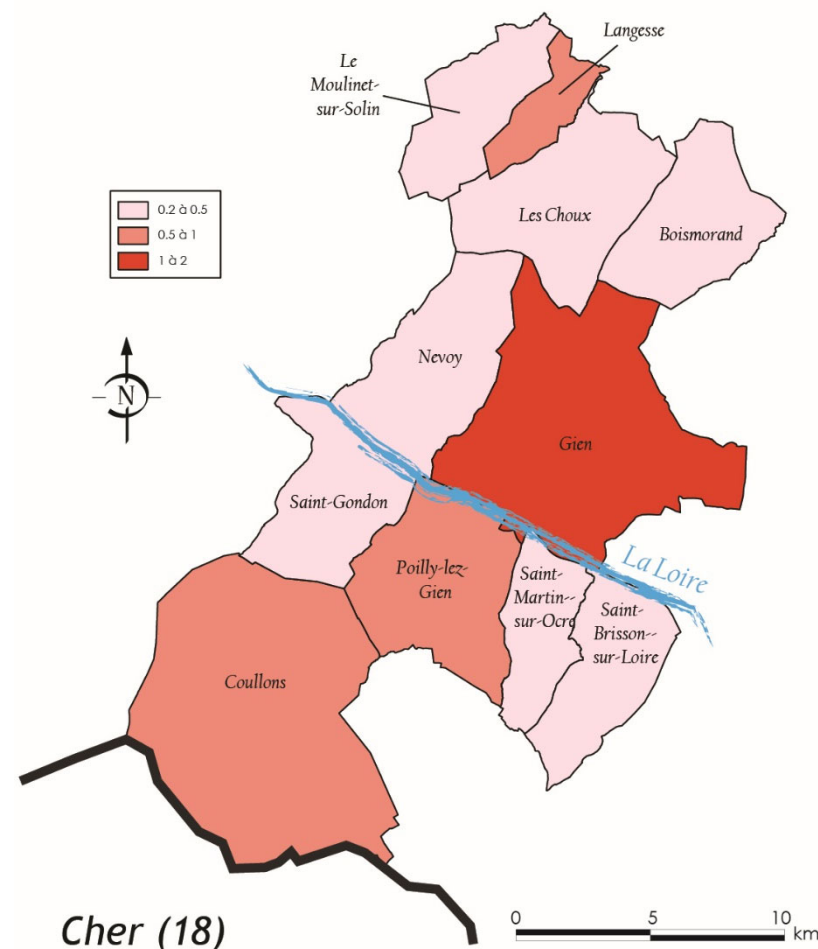 Langesse
Le
Moulinet-
sur-Solin
0.2 à 0.5
0.5 à 1
1 à 2
Les Choux
Boismorand
Nevoy
N
Gien
Saint-Gondon
La Loire
Poilly-lez-
Gien
Saint-
Martin--
sur-Ocre
Saint-
Brisson--
sur-Loire
Coullons
Cher (18)
0 5 10
km